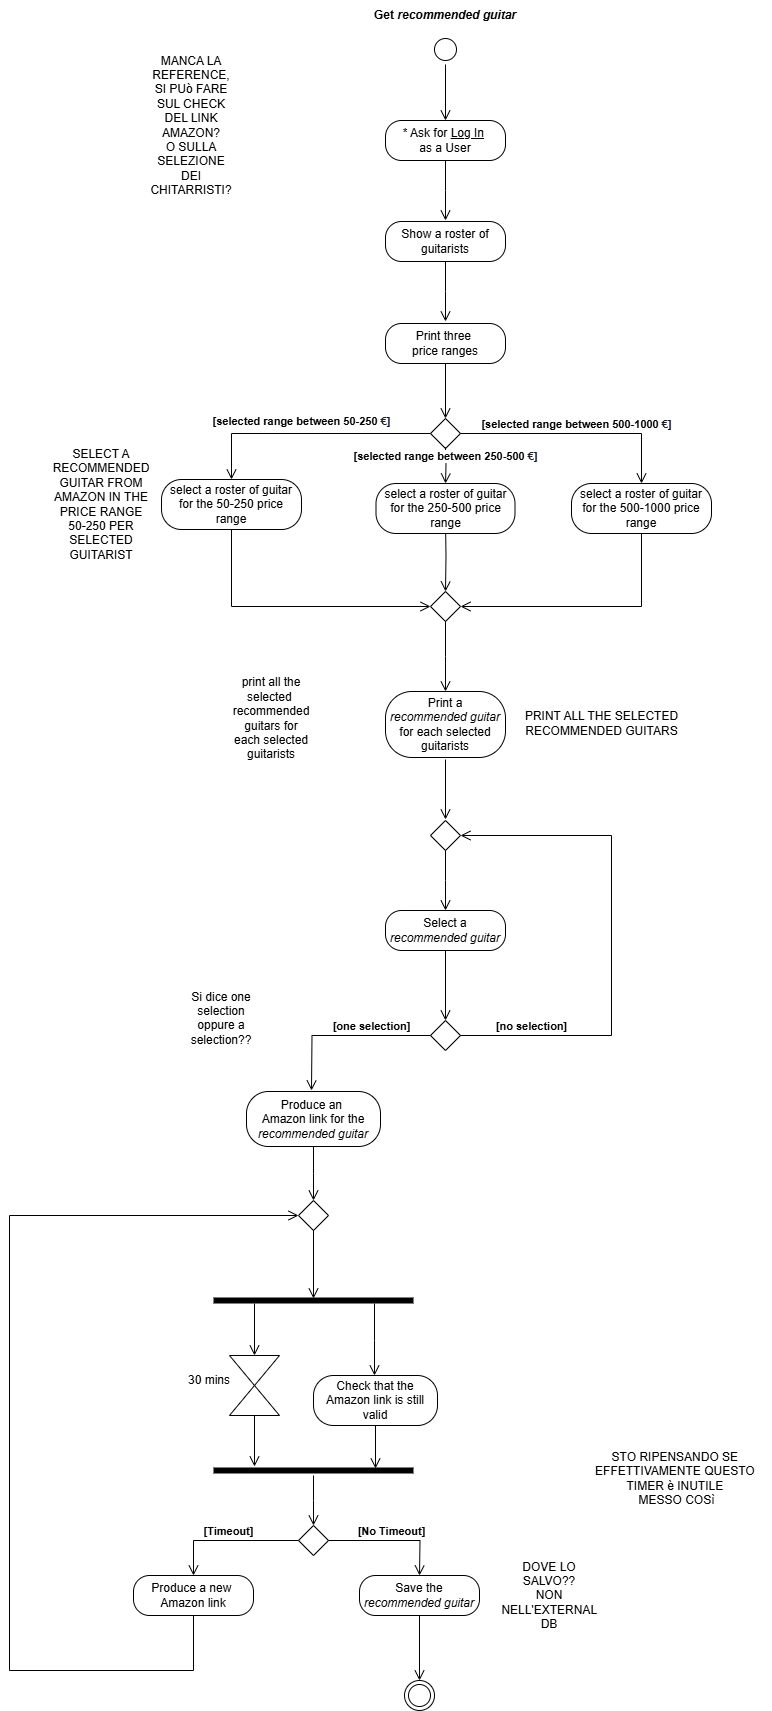 Get recommended guitar
MANCA LA
REFERENCE,
SI PUò FARE
SUL CHECK
DEL LINK
AMAZON?
O SULLA
SELEZIONE
DEI
CHITARRISTI?
* Ask for Log In
as a User
Show a roster of
guitarists
Print three
price ranges
[selected range between 50-250 €]
[selected range between 500-1000 €]
[selected range between 250-500 €]
SELECT A
RECOMMENDED
GUITAR FROM
AMAZON IN THE
PRICE RANGE
50-250 PER
SELECTED
GUITARIST
select a roster of guitar
for the 50-250 price
range
select a roster of guitar
for the 250-500 price
range
select a roster of guitar
for the 500-1000 price
range
print all the
selected
recommended
guitars for
each selected
guitarists
Print a
recommended guitar
for each selected
guitarists
PRINT ALL THE SELECTED
RECOMMENDED GUITARS
Select a
recommended guitar
Si dice one
selection
oppure a
selection??
[one selection]
[no selection]
Produce an
Amazon link for the
recommended guitar
30 mins
Check that the
Amazon link is still
valid
STO RIPENSANDO SE
EFFETTIVAMENTE QUESTO
TIMER è INUTILE
MESSO COSì
[Timeout]
[No Timeout]
Produce a new
Amazon link
Save the
recommended guitar
DOVE LO
SALVO??
NON
NELL'EXTERNAL
DB